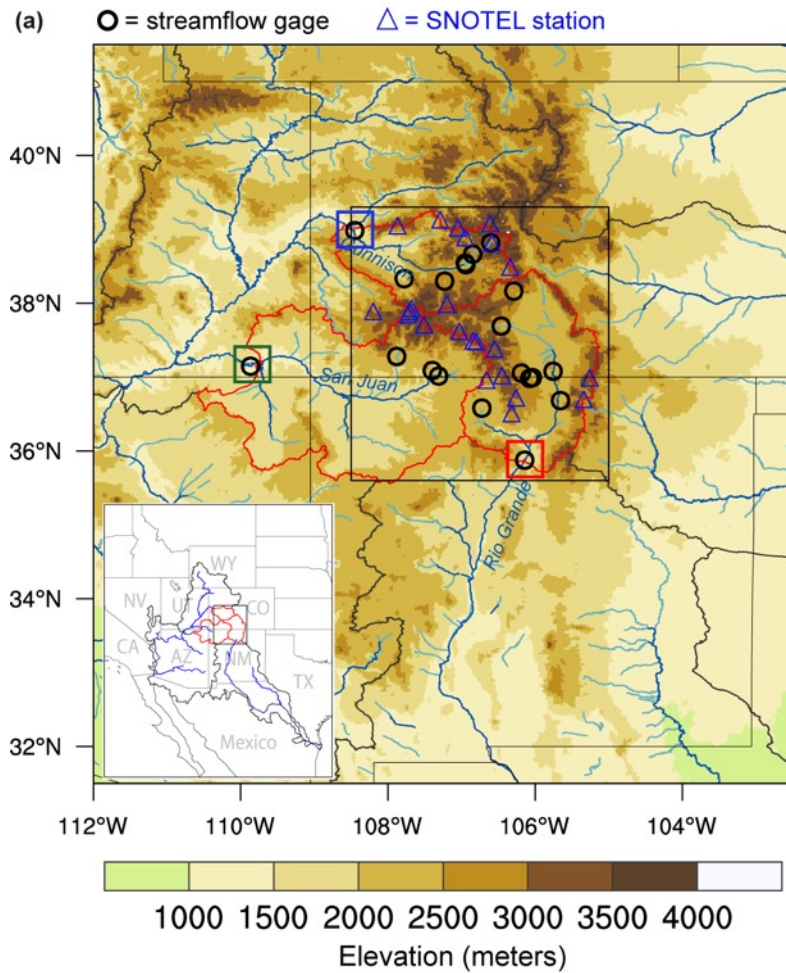 (a) O = streamflow gage △ = SNOTEL station
40°N
38°N
36°N
34°N
32°N
112°W 110°W 108°W 106°W 104°W
Gunnison
San Juan
Rio Grande
WY
NV UT CO
CA AZ NM
TX
Mexico
1000 1500 2000 2500 3000 3500 4000
Elevation (meters)